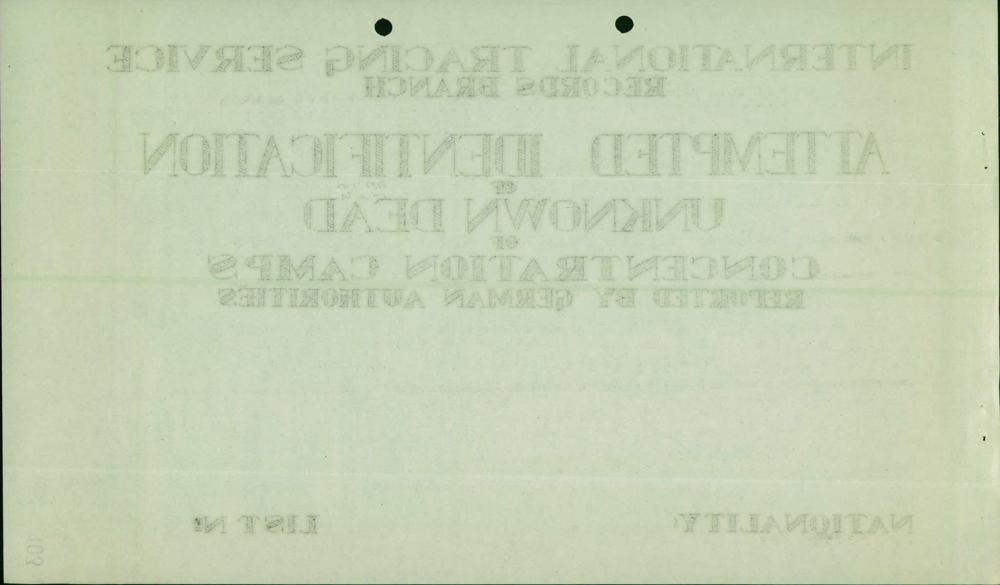 INTERNATIONAL TRACING SERVICE
RECORDS BRANCH
ATTEMPTED IDENTIFICATION
OF
UNKNOWN DEAD
OF
CONCENTRATION CAMPS
REPORTED BY GERMAN AUTHORITIES
NATIONALITY: LIST Nº